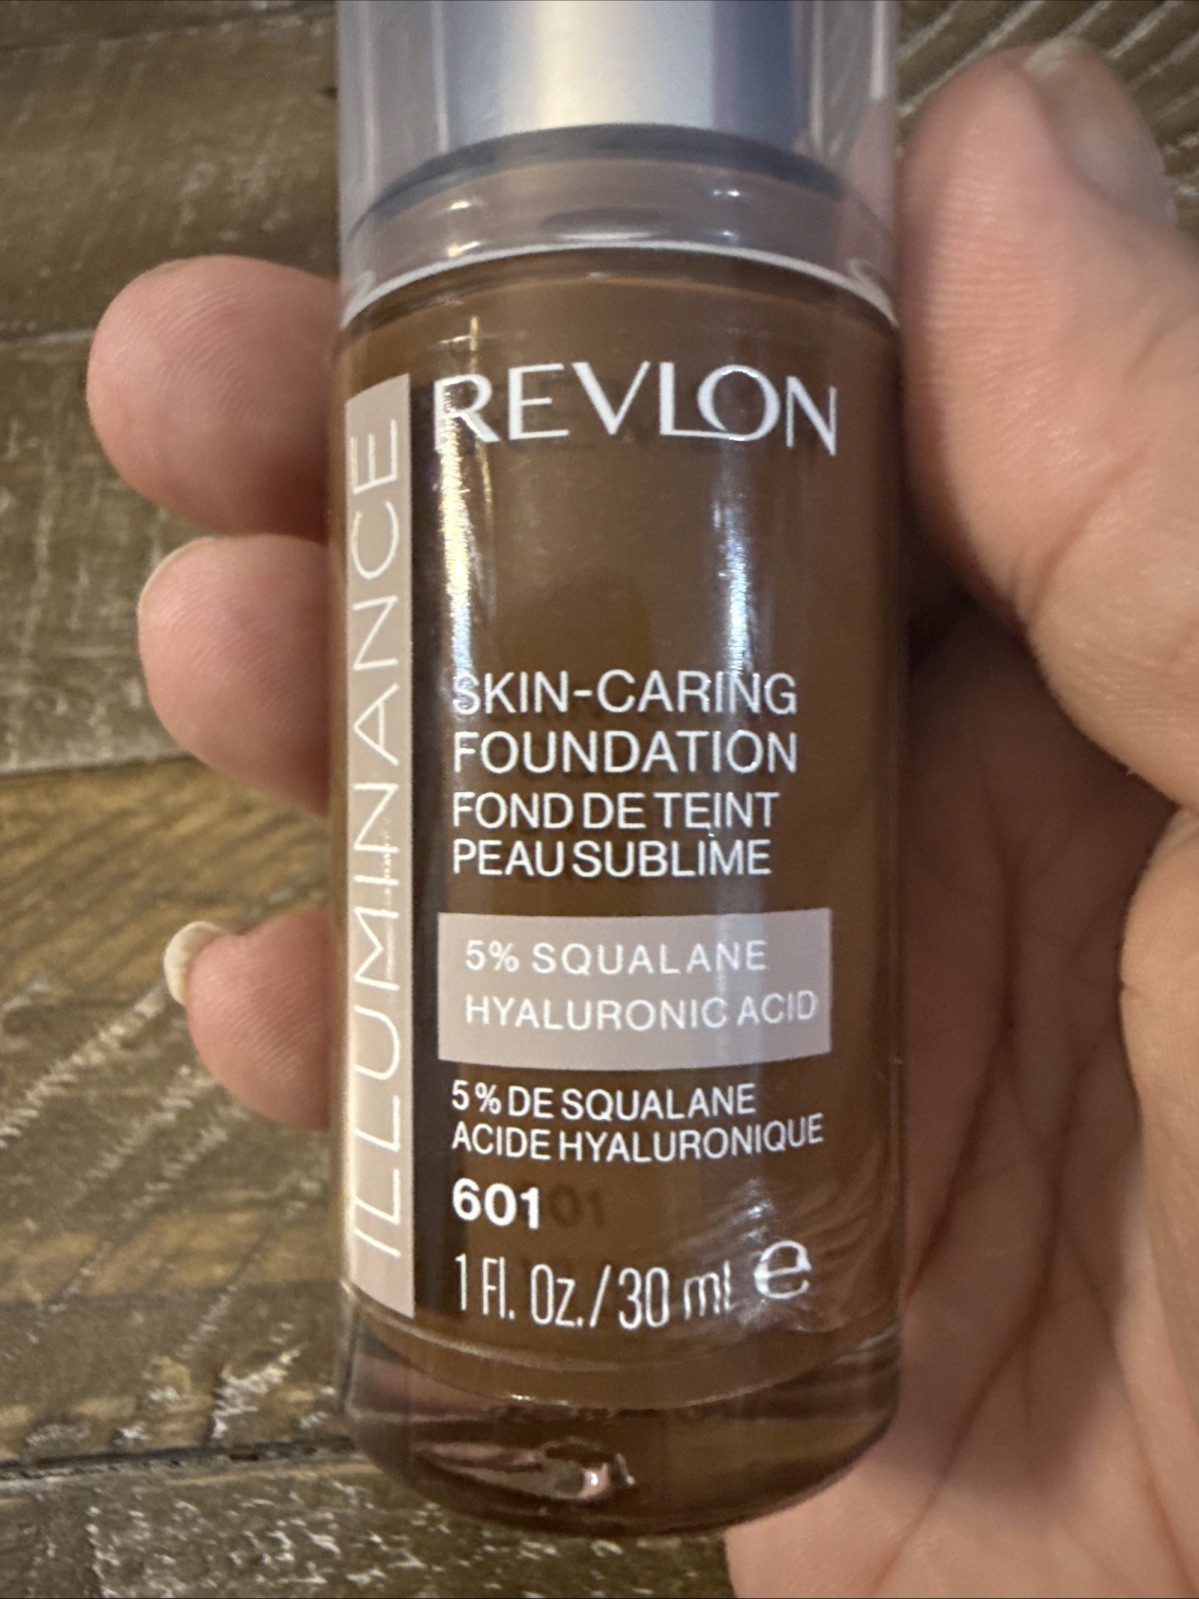 REVLON
ILLUMINANCE
SKIN-CARING
FOUNDATION
FOND DE TEINT
PEAU SUBLIME
5% SQUALANE
HYALURONIC ACID
5% DE SQUALANE
ACIDE HYALURONIQUE
601
1 Fl. Oz./30 ml ℮